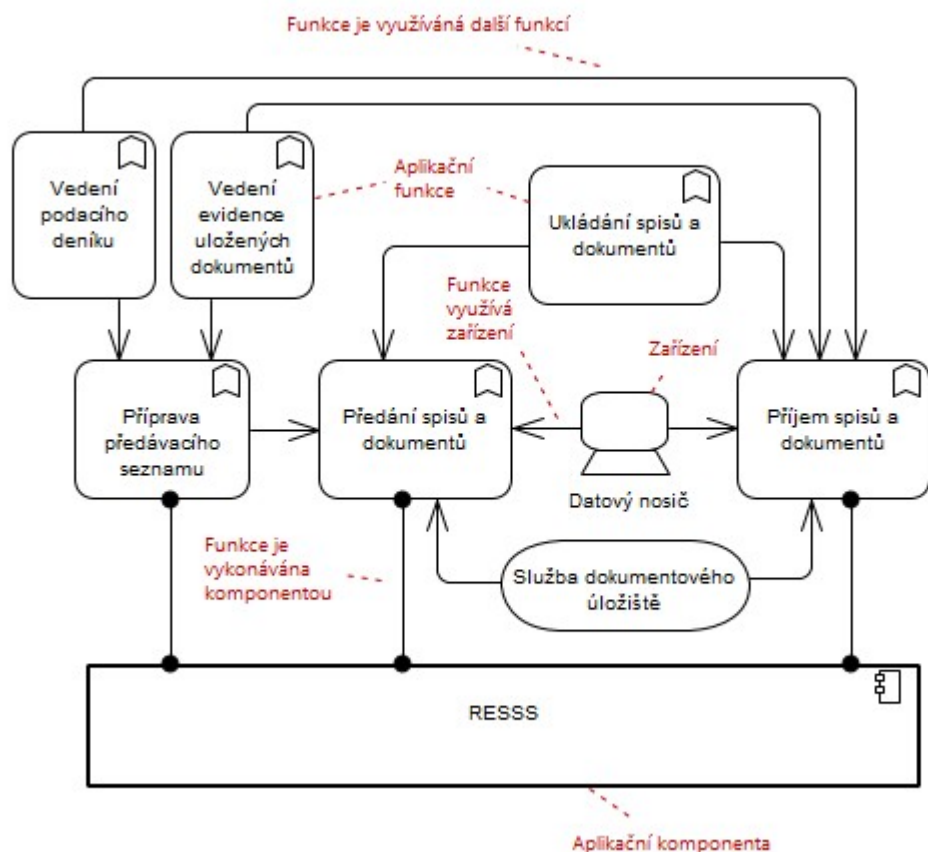 Funkce je využíváná další funkcí
Vedení
podacího
deníku
Vedení
evidence
uložených
dokumentů
Aplikační
funkce
Ukládání spisů a
dokumentů
Funkce
využívá
zařízení
Zařízení
Příprava
předávacího
seznamu
Předání spisů a
dokumentů
Datový nosič
Příjem spisů a
dokumentů
Funkce je
vykonávána
komponentou
Služba dokumentového
úložiště
RESSS
Aplikační komponenta